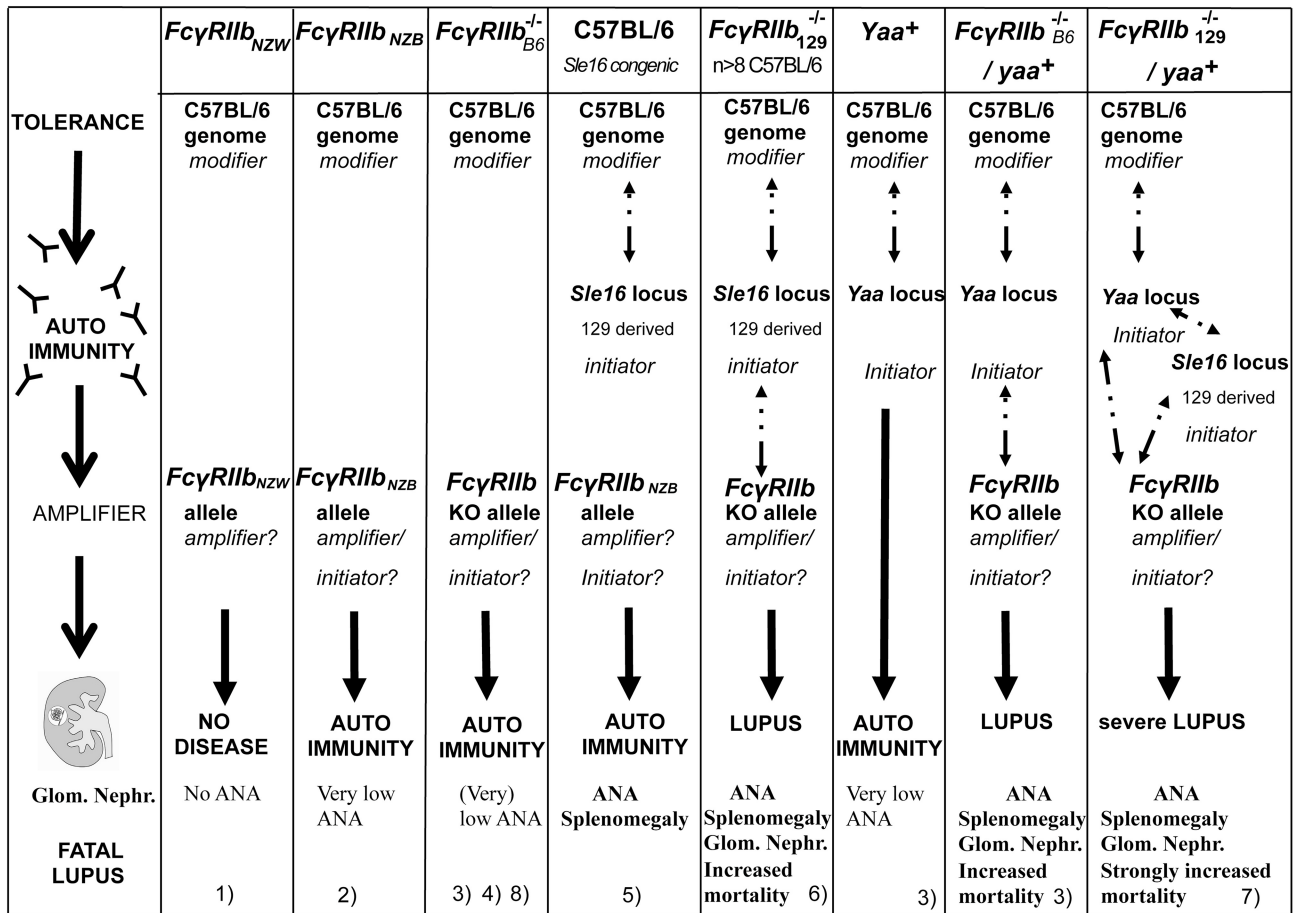 FcγRIIb NZW
FcγRIIb NZB
FcγRIIb -/- B6
C57BL/6
Sle16 congenic
FcγRIIb -/- 129
n>8 C57BL/6
Yaa+
FcγRIIb -/- B6
/ yaa+
FcγRIIb -/- 129
/ yaa+
TOLERANCE
AUTO
IMMUNITY
AMPLIFIER
Glom. Nephr.
FATAL
LUPUS
C57BL/6
genome
modifier
FcγRIIb NZW
allele
amplifier?
NO
DISEASE
No ANA
1)
C57BL/6
genome
modifier
FcγRIIb NZB
allele
amplifier/
initiator?
AUTO
IMMUNITY
Very low
ANA
2)
C57BL/6
genome
modifier
FcγRIIb
KO allele
amplifier/
initiator?
AUTO
IMMUNITY
(Very)
low ANA
3) 4) 8)
C57BL/6
genome
modifier
Sle16 locus
129 derived
initiator
FcγRIIb NZB
allele
amplifier?
Initiator?
AUTO
IMMUNITY
ANA
Splenomegaly
5)
C57BL/6
genome
modifier
Sle16 locus
129 derived
initiator
FcγRIIb
KO allele
amplifier/
initiator?
LUPUS
ANA
Splenomegaly
Glom. Nephr.
Increased
mortality 6)
C57BL/6
genome
modifier
Yaa locus
Initiator
AUTO
IMMUNITY
Very low
ANA
3)
C57BL/6
genome
modifier
Yaa locus
Initiator
FcγRIIb
KO allele
amplifier/
initiator?
LUPUS
ANA
Splenomegaly
Glom. Nephr.
Increased
mortality 3)
C57BL/6
genome
modifier
Yaa locus
Initiator
Sle16 locus
129 derived
initiator
FcγRIIb
KO allele
amplifier/
initiator?
severe LUPUS
ANA
Splenomegaly
Glom. Nephr.
Strongly increased
mortality 7)